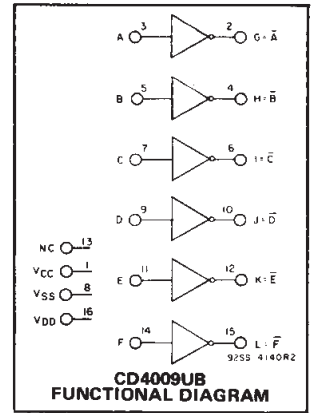 A 3 2 G=A̅
B 5 4 H=B̅
C 7 6 I=C̅
D 9 10 J=D̅
NC 13
VCC 1
E 11 12 K=E̅
VSS 8
VDD 16
F 14 15 L=F̅
92SS 4140R2
CD4009UB
FUNCTIONAL DIAGRAM